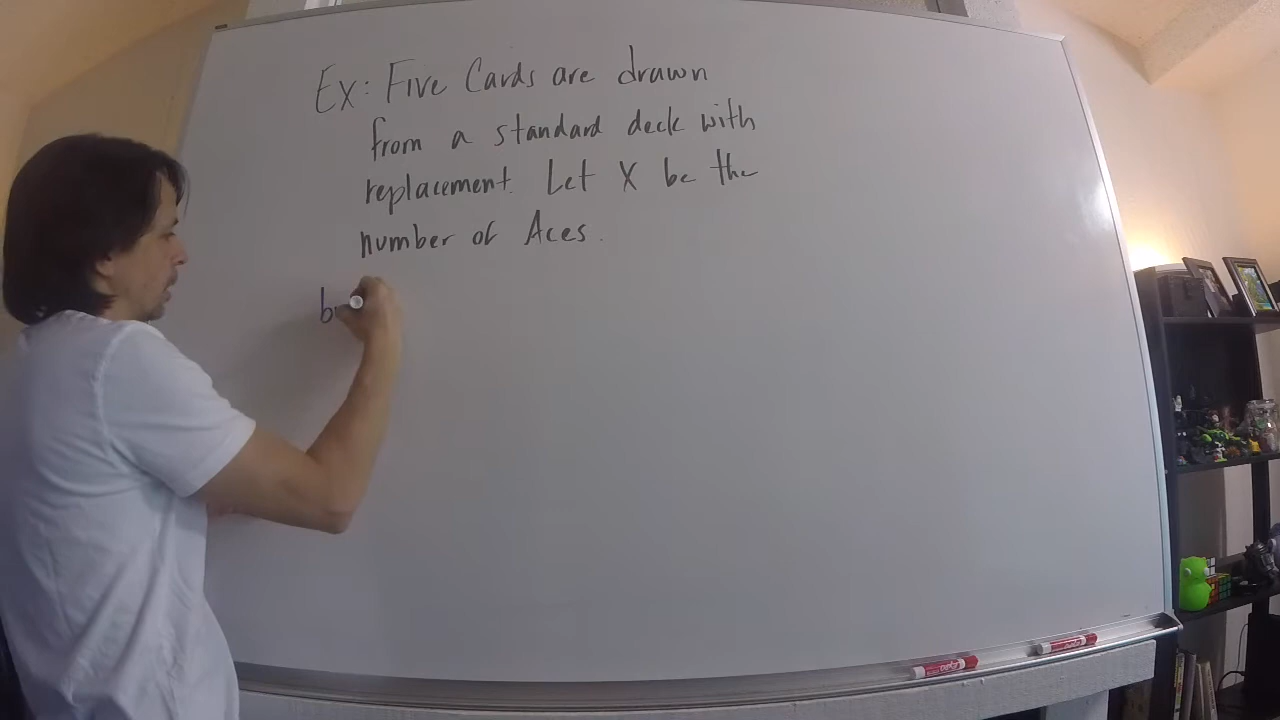 Ex: Five Cards are drawn
from a standard deck with
replacement. Let X be the
number of Aces.
b